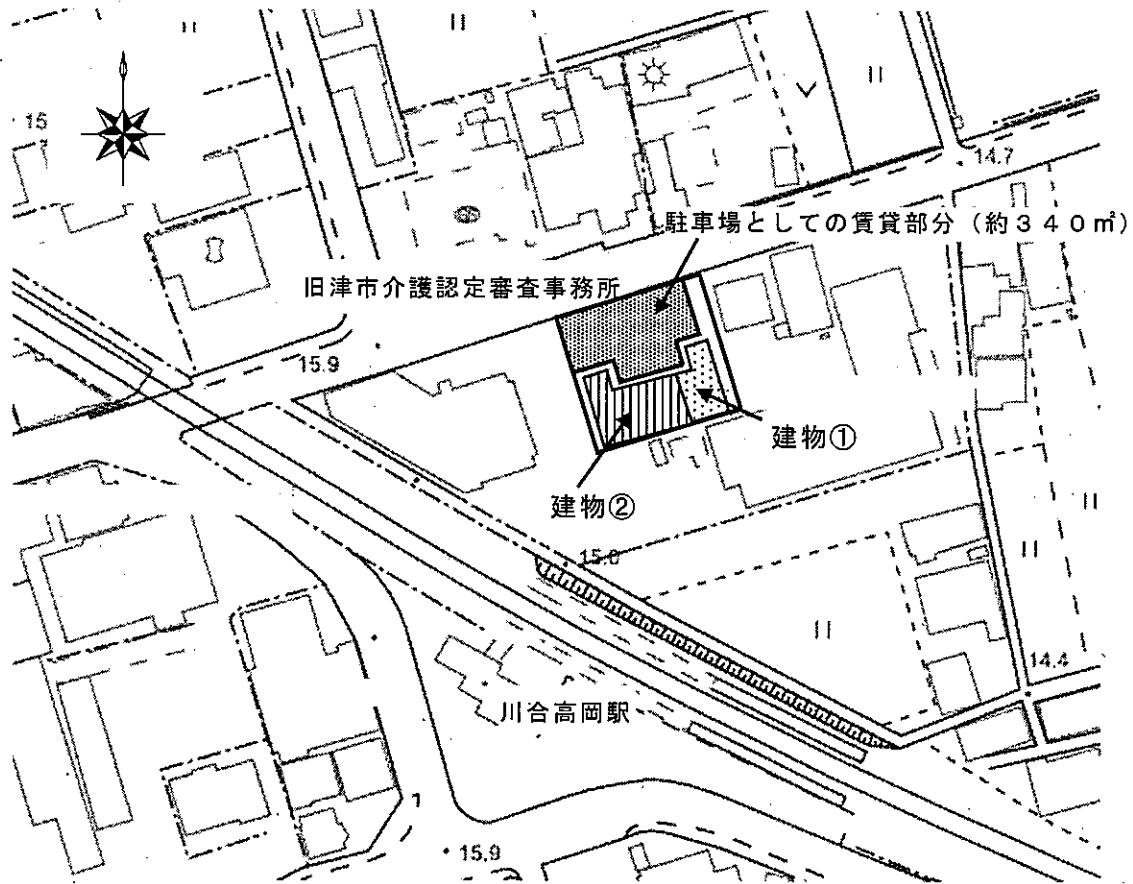 15
14.7
駐車場としての賃貸部分（約３４０㎡）
旧津市介護認定審査事務所
15.9
建物①
建物②
15.0
14.4
川合高岡駅
15.9